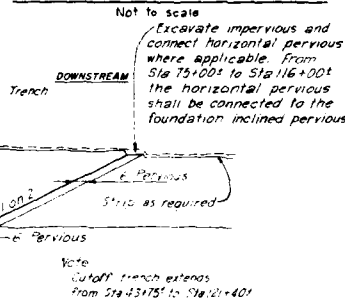 Not to scale
Excavate impervious and
connect horizontal pervious
where applicable. From
Sta 75+00± to Sta 116+00±
the horizontal pervious
shall be connected to the
foundation inclined pervious
DOWNSTREAM
Trench
6' Pervious
1 on 2
Strip as required
6' Pervious
Note
Cutoff trench extends
from Sta 43+75± to Sta 121+40±